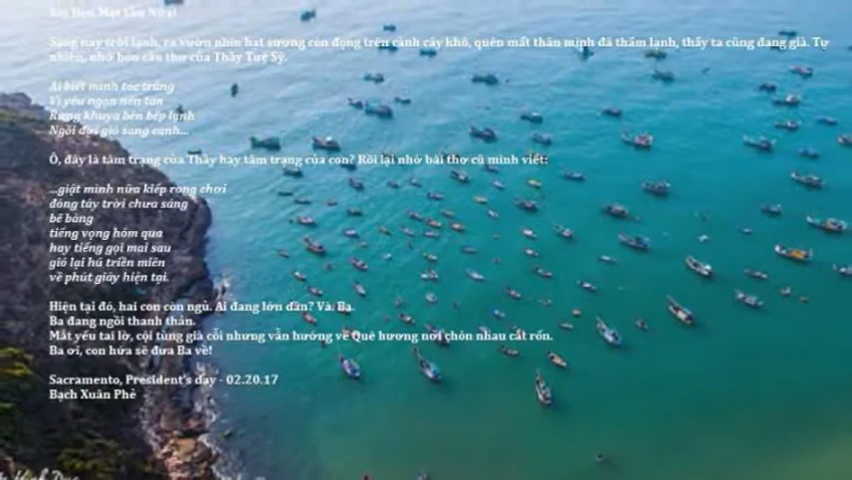 Xin Hẹn Một Lần Nữa!
Sáng nay trời lạnh, ra vườn nhìn hạt sương còn đọng trên cành cây khô, quên mất thân mình đã thấm lạnh, thấy ta cũng đang già. Tự
nhiên, nhớ bốn câu thơ của Thầy Tuệ Sỹ.
Ai biết mình tóc trắng
Vì yêu ngọn nến tàn
Rừng khuya bên bếp lạnh
Ngồi đợi gió sang canh...
Ô, đây là tâm trạng của Thầy hay tâm trạng của con? Rồi lại nhớ bài thơ cũ mình viết:
...giật mình nữa kiếp rong chơi
đông tây trời chưa sáng
bẽ bàng
tiếng vọng hôm qua
hay tiếng gọi mai sau
gió lại hú triền miên
về phút giây hiện tại.
Hiện tại đó, hai con còn ngủ. Ai đang lớn dần? Và Ba.
Ba đang ngồi thanh thản.
Mắt yếu tai lờ, cội tùng già cỗi nhưng vẫn hướng về Quê hương nơi chôn nhau cắt rốn.
Ba ơi, con hứa sẽ đưa Ba về!
Sacramento, President's day - 02.20.17
Bạch Xuân Phẻ